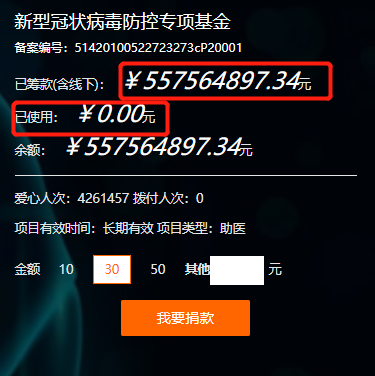 新型冠状病毒防控专项基金
备案编号：51420100522723273cP20001
已筹款(含线下)： ￥557564897.34元
已使用： ￥0.00元
余额： ￥557564897.34元
爱心人次：4261457 拨付人次：0
项目有效时间：长期有效 项目类型：助医
金额 10 30 50 其他 元
我要捐款